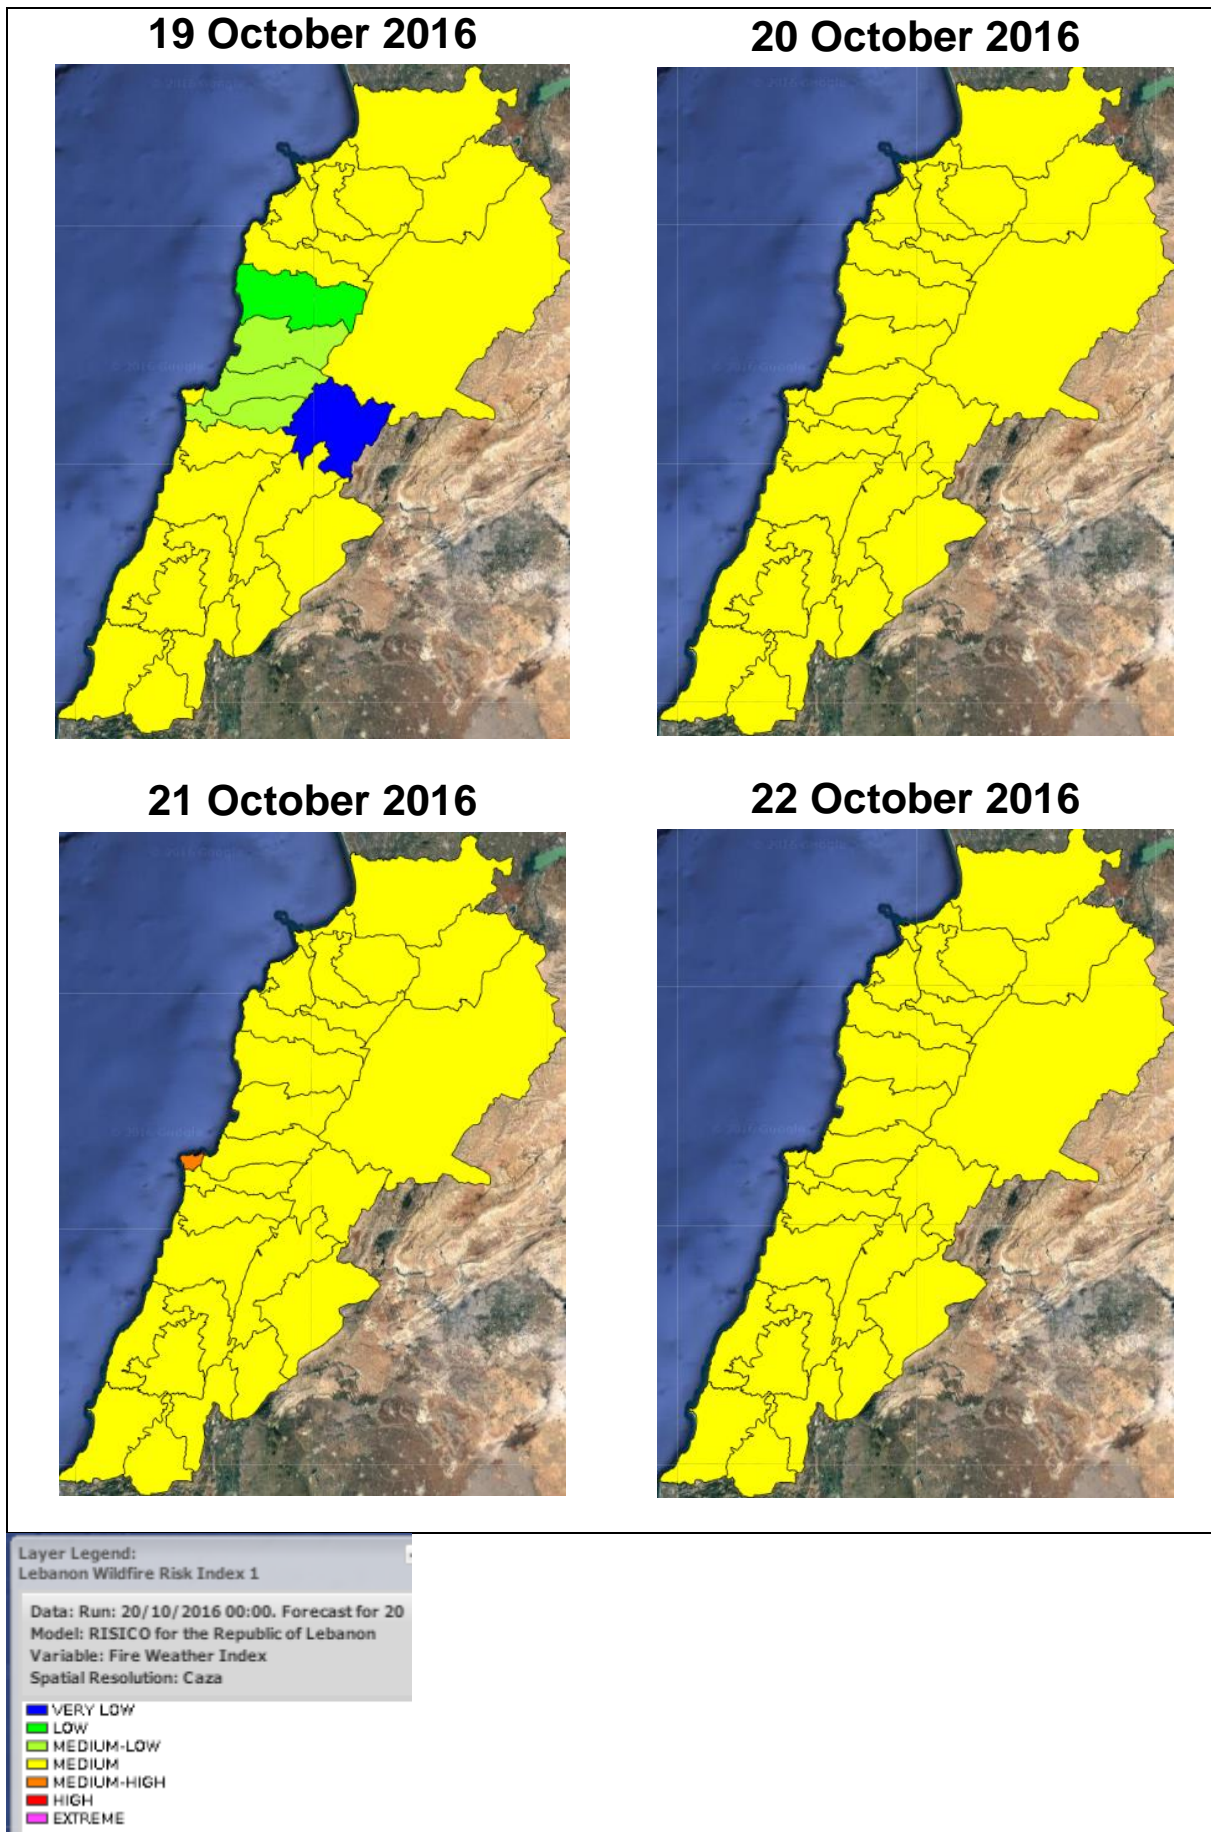 19 October 2016
20 October 2016
21 October 2016
22 October 2016
Layer Legend:
Lebanon Wildfire Risk Index 1
Data: Run: 20/10/2016 00:00. Forecast for 20
Model: RISICO for the Republic of Lebanon
Variable: Fire Weather Index
Spatial Resolution: Caza
VERY LOW
LOW
MEDIUM-LOW
MEDIUM
MEDIUM-HIGH
HIGH
EXTREME